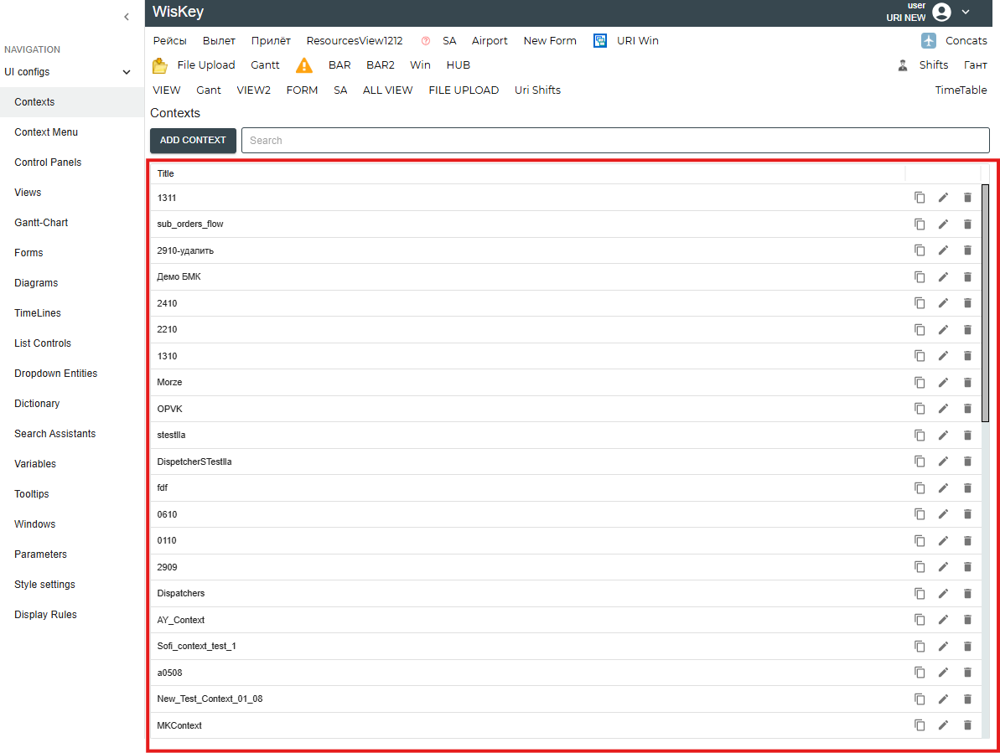 WisKey
user
URI NEW
NAVIGATION
UI configs
Contexts
Context Menu
Control Panels
Views
Gantt-Chart
Forms
Diagrams
TimeLines
List Controls
Dropdown Entities
Dictionary
Search Assistants
Variables
Tooltips
Windows
Parameters
Style settings
Display Rules
Рейсы Вылет Прилёт ResourcesView1212 SA Airport New Form URI Win Concats
File Upload Gantt BAR BAR2 Win HUB Shifts Гант
VIEW Gant VIEW2 FORM SA ALL VIEW FILE UPLOAD Uri Shifts TimeTable
Contexts
ADD CONTEXT Search
Title
1311
sub_orders_flow
2910-удалить
Демо БМК
2410
2210
1310
Morze
OPVK
stestlla
DispetcherSTestlla
fdf
0610
0110
2909
Dispatchers
AY_Context
Sofi_context_test_1
a0508
New_Test_Context_01_08
MKContext